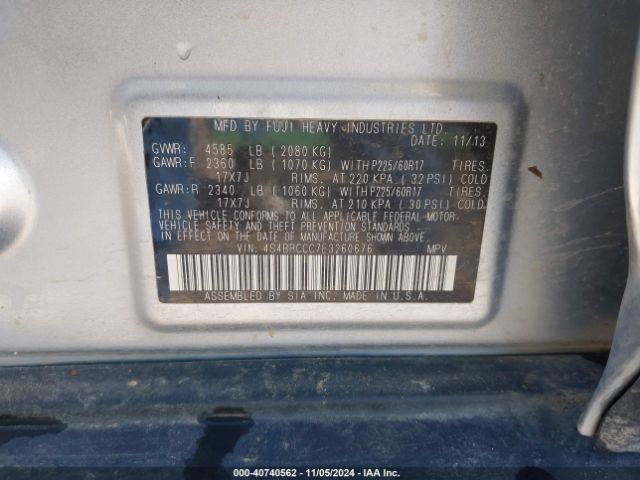 MFD BY FUJI HEAVY INDUSTRIES LTD.
DATE: 11/13
GVWR: 4585 LB ( 2080 KG)
GAWR:F 2360 LB ( 1070 KG) WITH P225/60R17 TIRES.
17X7J RIMS, AT 220 KPA ( 32 PSI) COLD
GAWR:R 2340 LB ( 1060 KG) WITH P225/60R17 TIRES.
17X7J RIMS, AT 210 KPA ( 30 PSI) COLD
THIS VEHICLE CONFORMS TO ALL APPLICABLE FEDERAL MOTOR-
VEHICLE SAFETY, BUMPER, AND THEFT PREVENTION STANDARDS
IN EFFECT ON THE DATE OF MANUFACTURE SHOWN ABOVE.
VIN: 4S4BRCCC7E3260676 MPV
ASSEMBLED BY SIA INC. MADE IN U.S.A.
000-40740562 - 11/05/2024 - IAA Inc.